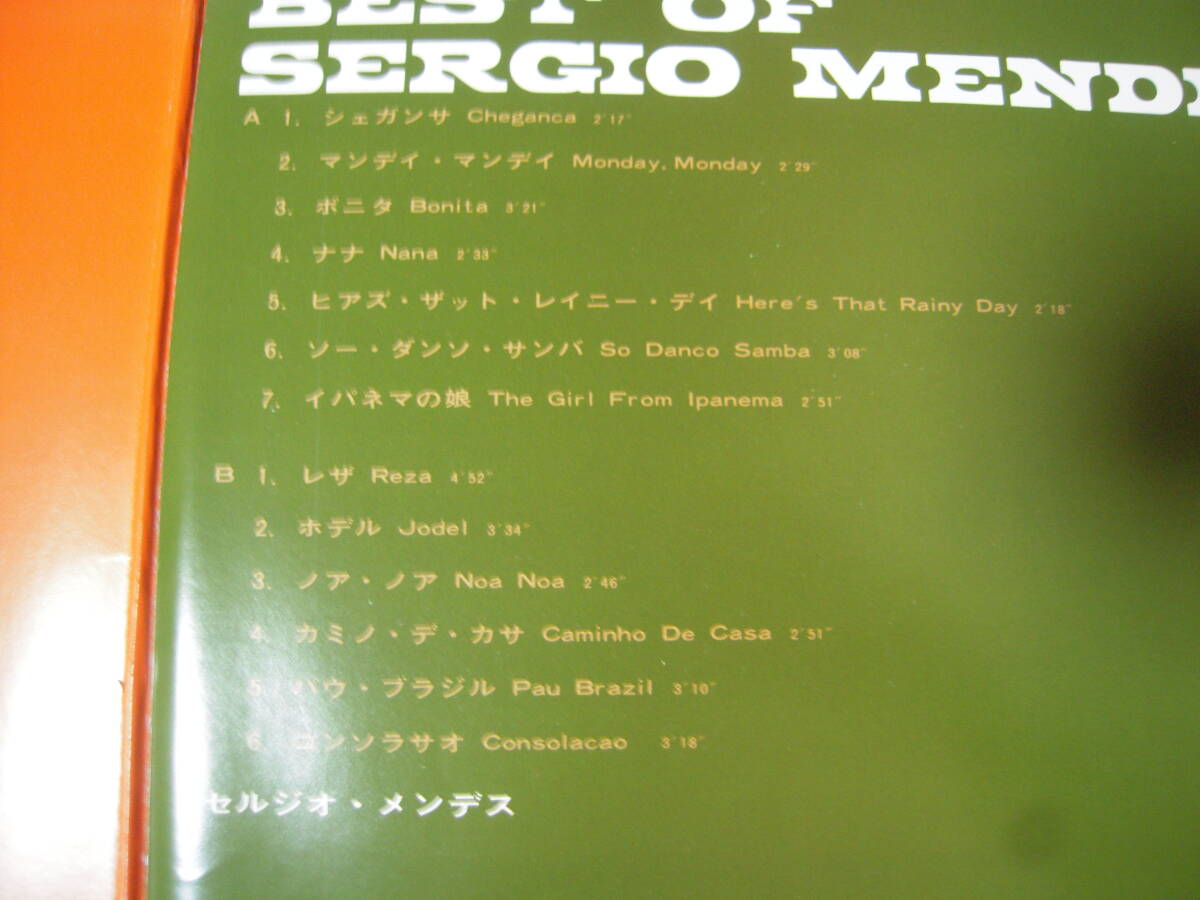 BEST OF
SERGIO MENDE
A 1. シェガンサ Cheganca 2'17"
2. マンデイ・マンデイ Monday, Monday 2'29"
3. ボニタ Bonita 3'21"
4. ナナ Nana 2'33"
5. ヒアズ・ザット・レイニー・デイ Here's That Rainy Day 2'18"
6. ソー・ダンソ・サンバ So Danco Samba 3'08"
7. イパネマの娘 The Girl From Ipanema 2'51"
B 1. レザ Reza 4'52"
2. ホデル Jodel 3'34"
3. ノア・ノア Noa Noa 2'46"
4. カミノ・デ・カサ Caminho De Casa 2'51"
5. パウ・ブラジル Pau Brazil 3'10"
6. コンソラサオ Consolacao 3'18"
セルジオ・メンデス